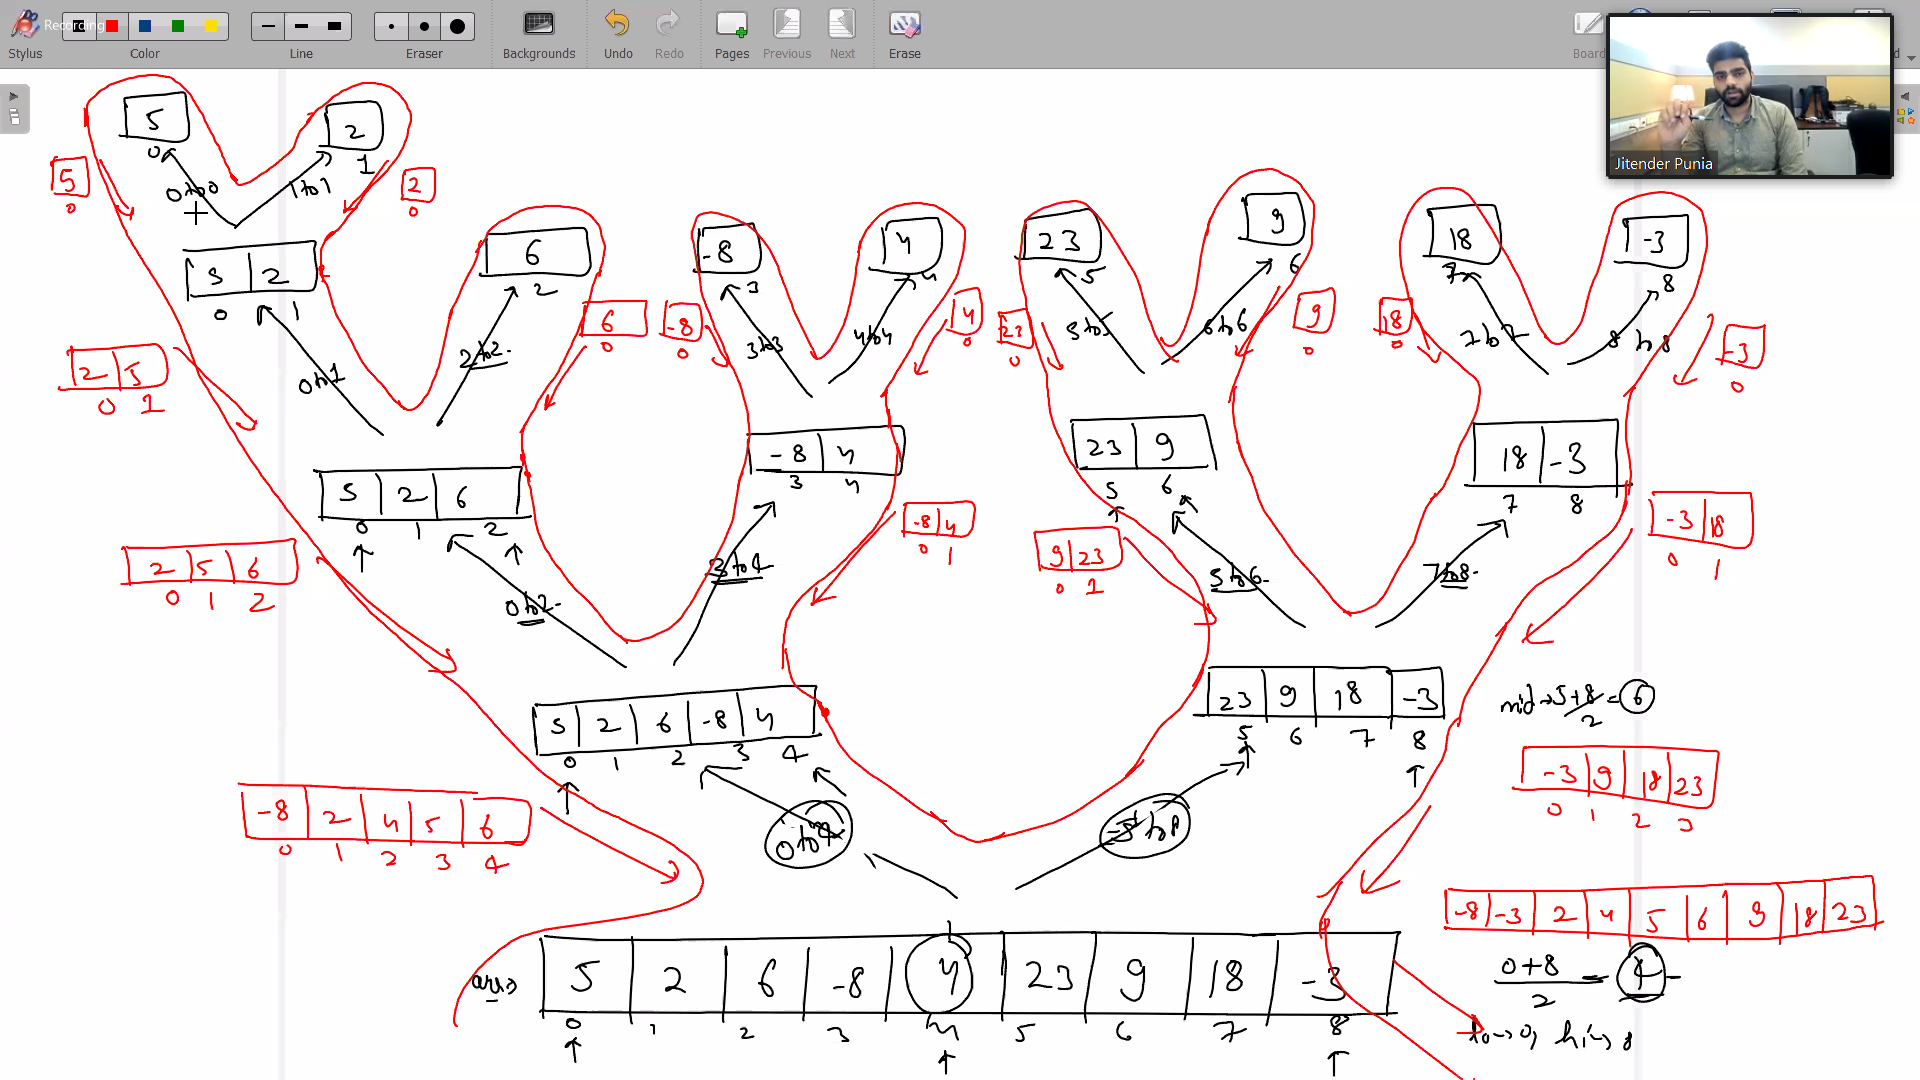 Recording
Stylus Color Line Eraser Backgrounds Undo Redo Pages Previous Next Erase Board
Jitender Punia
5 2
0 1
5 0 to 0 1 to 1 2
0 0
5 2 6 -8 4 23 9 18 -3
0 1 2 3 4 5 6 7 8
6 -8 4 23 9 18 -3
0 0 0 0 0 0 0
2 5 0 to 1 2 to 2 3 to 3 4 to 4 5 to 5 6 to 6 7 to 7 8 to 8
0 1
5 2 6 -8 4 23 9 18 -3
0 1 2 3 4 5 6 7 8
2 5 6 -8 4 9 23 -3 18
0 1 2 0 1 0 1 0 1
0 to 2 3 to 4 5 to 6 7 to 8
5 2 6 -8 4 23 9 18 -3
0 1 2 3 4 5 6 7 8
mid → 5+8/2 = 6
-3 9 18 23
0 1 2 3
-8 2 4 5 6
0 1 2 3 4
0 to 4 5 to 8
-8 -3 2 4 5 6 9 18 23
arr → 5 2 6 -8 4 23 9 18 -3
0 1 2 3 4 5 6 7 8
0+8/2 = 4
lo → 0, hi → 8